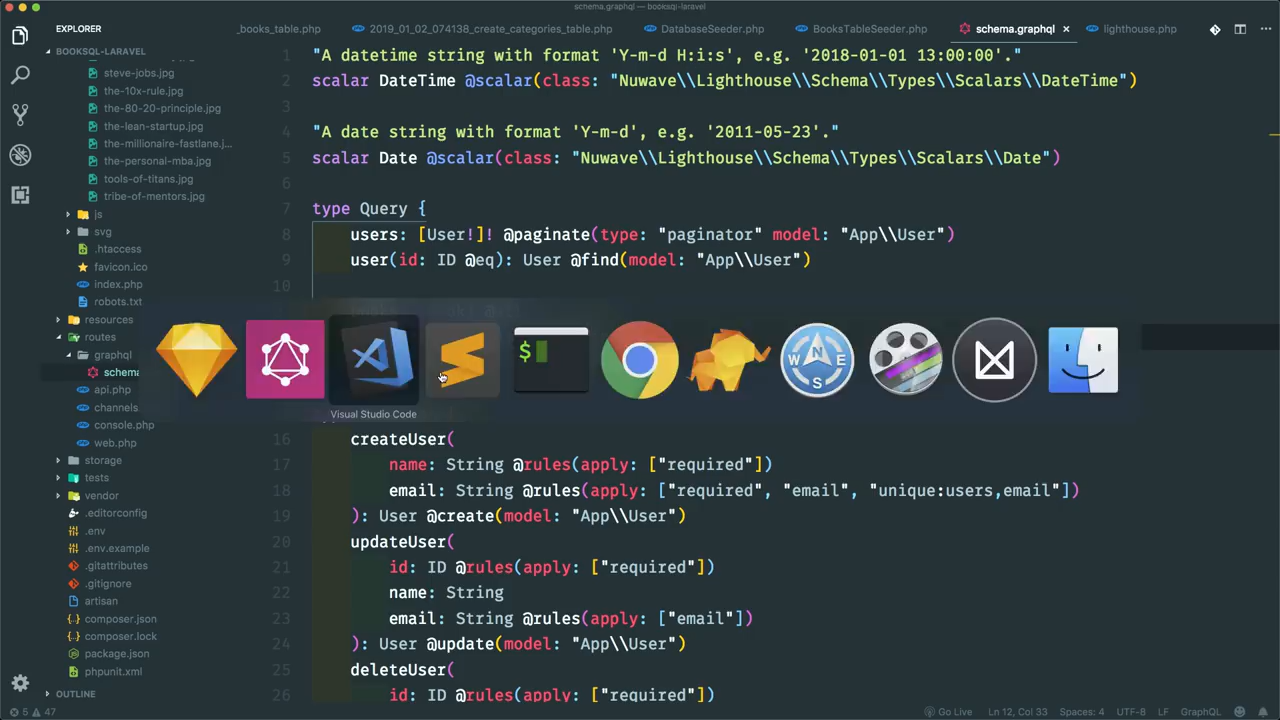 schema.graphql — booksql-laravel
EXPLORER
_books_table.php
2019_01_02_074138_create_categories_table.php
DatabaseSeeder.php
BooksTableSeeder.php
schema.graphql
lighthouse.php
BOOKSQL-LARAVEL
steve-jobs.jpg
the-10x-rule.jpg
the-80-20-principle.jpg
the-lean-startup.jpg
the-millionaire-fastlane.j...
the-personal-mba.jpg
tools-of-titans.jpg
tribe-of-mentors.jpg
js
svg
.htaccess
favicon.ico
index.php
robots.txt
resources
routes
graphql
schema
api.php
channels
console.php
web.php
storage
tests
vendor
.editorconfig
.env
.env.example
.gitattributes
.gitignore
artisan
composer.json
composer.lock
package.json
phpunit.xml
OUTLINE
1 "A datetime string with format 'Y-m-d H:i:s', e.g. '2018-01-01 13:00:00'."
2 scalar DateTime @scalar(class: "Nuwave\\Lighthouse\\Schema\\Types\\Scalars\\DateTime")
3
4 "A date string with format 'Y-m-d', e.g. '2011-05-23'."
5 scalar Date @scalar(class: "Nuwave\\Lighthouse\\Schema\\Types\\Scalars\\Date")
6
7 type Query {
8 users: [User!]! @paginate(type: "paginator" model: "App\\User")
9 user(id: ID @eq): User @find(model: "App\\User")
10
$
N
W
E
S
Visual Studio Code
16 createUser(
17 name: String @rules(apply: ["required"])
18 email: String @rules(apply: ["required", "email", "unique:users,email"])
19 ): User @create(model: "App\\User")
20 updateUser(
21 id: ID @rules(apply: ["required"])
22 name: String
23 email: String @rules(apply: ["email"])
24 ): User @update(model: "App\\User")
25 deleteUser(
26 id: ID @rules(apply: ["required"])
5 47
Go Live
Ln 12, Col 33
Spaces: 4
UTF-8
LF
GraphQL